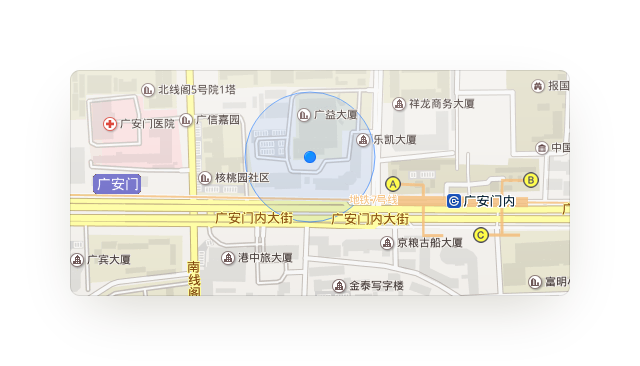 北线阁5号院1塔
报国
祥龙商务大厦
广安门医院
广信嘉园
广益大厦
乐凯大厦
中国
核桃园社区
广安门
A
B
地铁7号线
广安门内
广安门内大街
广安门内大街
C
京粮古船大厦
广宾大厦
港中旅大厦
南线阁
金泰写字楼
富明